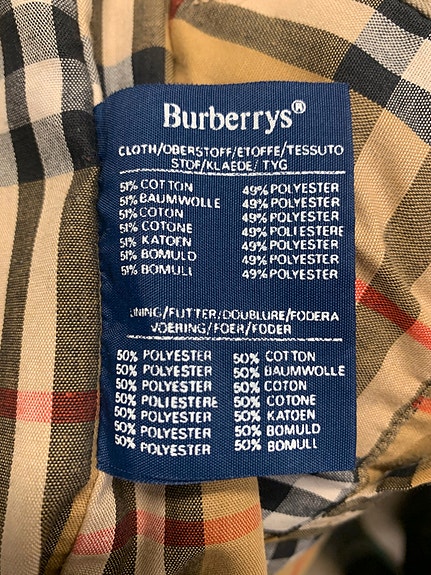 Burberrys®
CLOTH/OBERSTOFF/ETOFFE/TESSUTO
STOF/KLAEDE/TYG
51% COTTON 49% POLYESTER
51% BAUMWOLLE 49% POLYESTER
51% COTON 49% POLYESTER
51% COTONE 49% POLIESTERE
51% KATOEN 49% POLYESTER
51% BOMULD 49% POLYESTER
51% BOMULL 49% POLYESTER
LINING/FUTTER/DOUBLURE/FODERA
VOERING/FOER/FODER
50% POLYESTER 50% COTTON
50% POLYESTER 50% BAUMWOLLE
50% POLYESTER 50% COTON
50% POLIESTERE 50% COTONE
50% POLYESTER 50% KATOEN
50% POLYESTER 50% BOMULD
50% POLYESTER 50% BOMULL